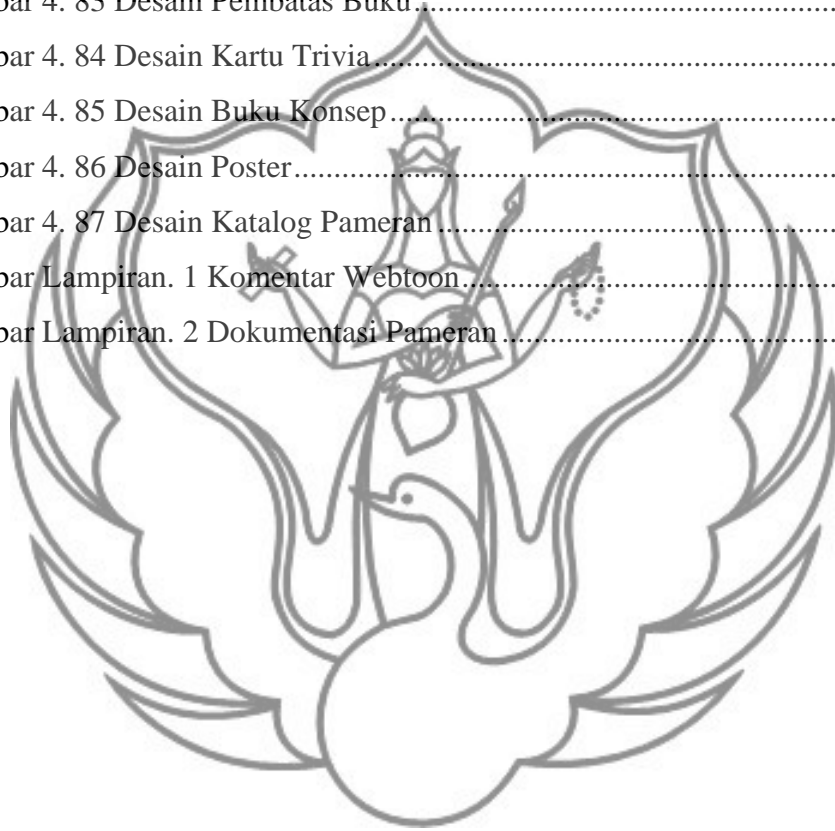 bar 4. 83 Desain Pembatas Buku..............................................................
bar 4. 84 Desain Kartu Trivia..................................................................
bar 4. 85 Desain Buku Konsep................................................................
bar 4. 86 Desain Poster...........................................................................
bar 4. 87 Desain Katalog Pameran..........................................................
bar Lampiran. 1 Komentar Webtoon.......................................................
bar Lampiran. 2 Dokumentasi Pameran..................................................